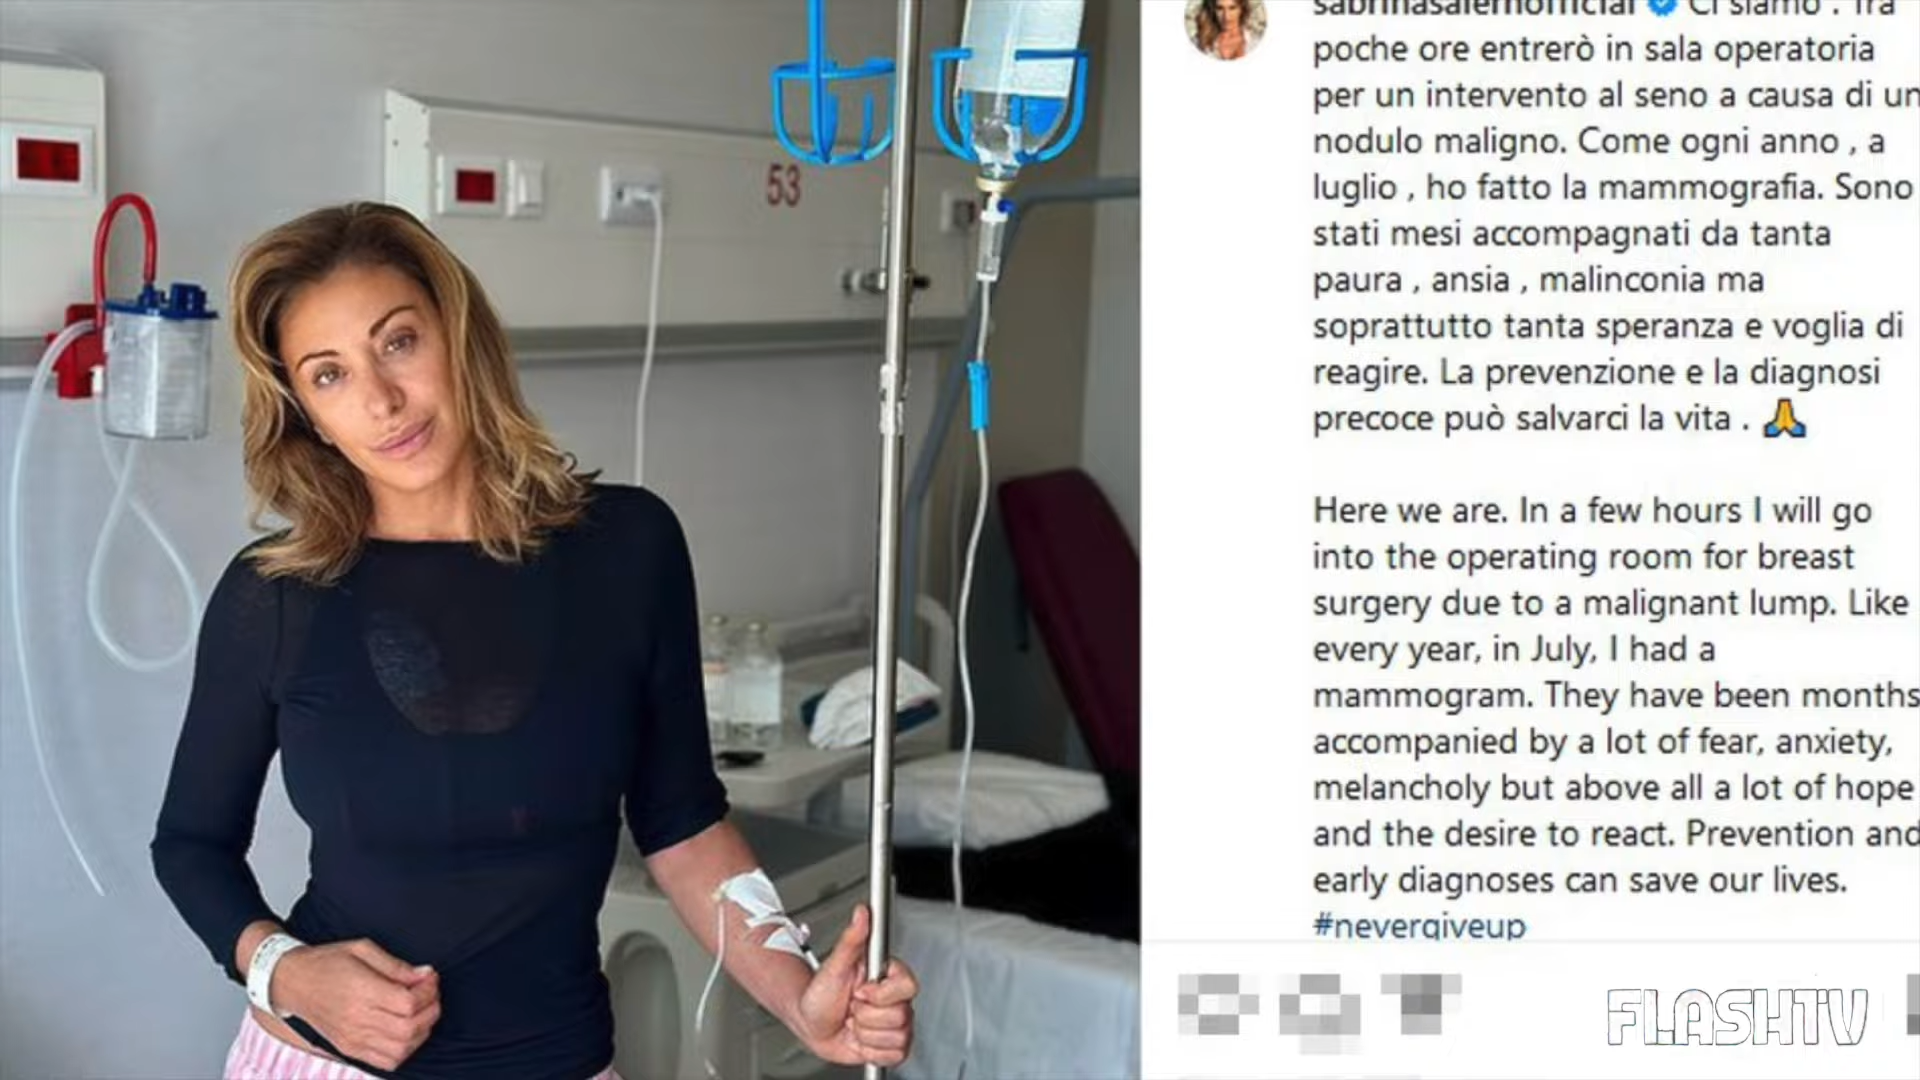 53
sabrinasalernofficial Ci siamo . Tra
poche ore entrerò in sala operatoria
per un intervento al seno a causa di un
nodulo maligno. Come ogni anno , a
luglio , ho fatto la mammografia. Sono
stati mesi accompagnati da tanta
paura , ansia , malinconia ma
soprattutto tanta speranza e voglia di
reagire. La prevenzione e la diagnosi
precoce può salvarci la vita . 🙏
Here we are. In a few hours I will go
into the operating room for breast
surgery due to a malignant lump. Like
every year, in July, I had a
mammogram. They have been months
accompanied by a lot of fear, anxiety,
melancholy but above all a lot of hope
and the desire to react. Prevention and
early diagnoses can save our lives.
#nevergiveup
FLASHTV